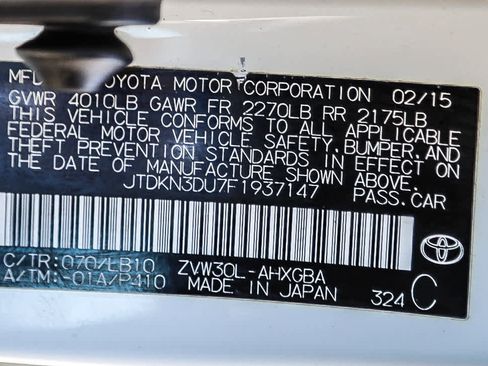 MFD TOYOTA MOTOR CORPORATION 02/15
GVWR 4010LB GAWR FR 2270LB RR 2175LB
THIS VEHICLE CONFORMS TO ALL APPLICABLE
FEDERAL MOTOR VEHICLE SAFETY, BUMPER, AND
THEFT PREVENTION STANDARDS IN EFFECT ON
THE DATE OF MANUFACTURE SHOWN ABOVE.
JTDKN3DU7F1937147 PASS.CAR
C/TR:070/LB10 ZVW30L-AHXGBA
A/TM:-01A/P410 MADE IN JAPAN 324 C
TOYOTA